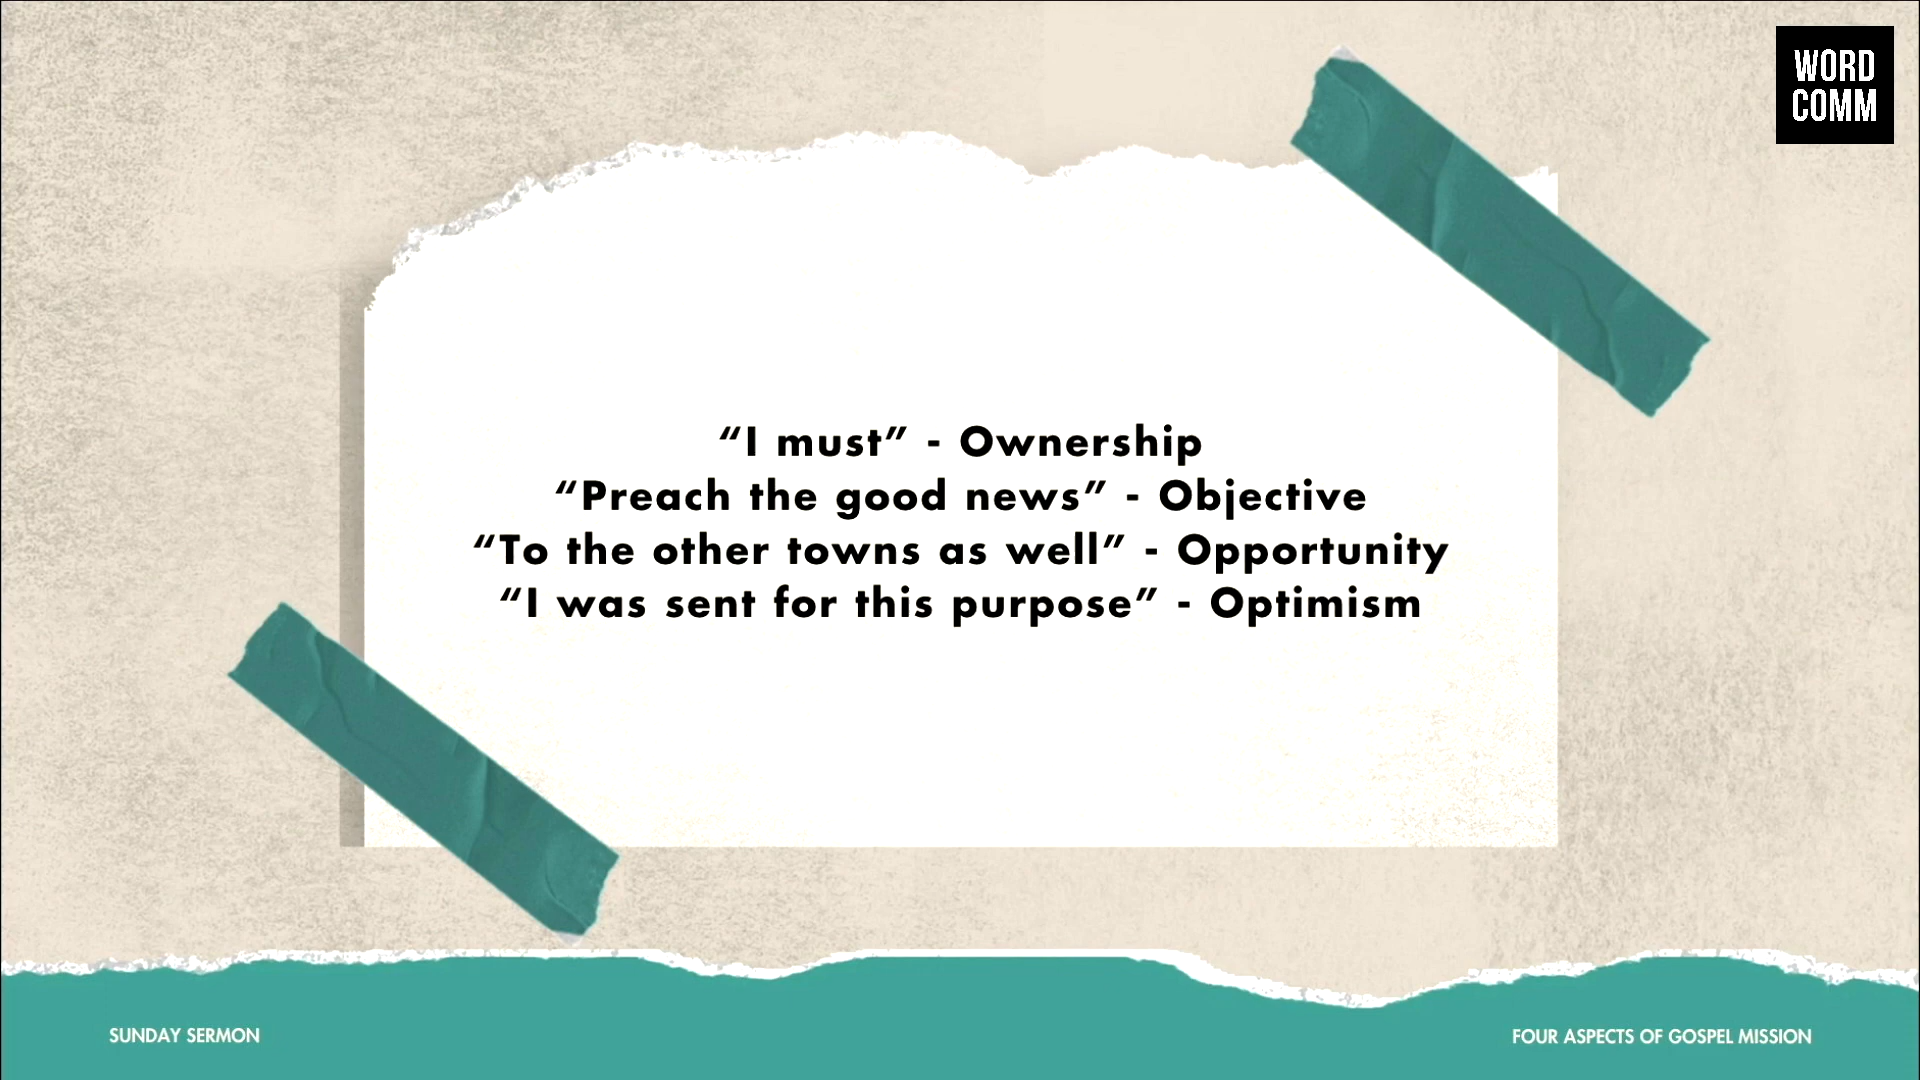 WORD
COMM
“I must” - Ownership
“Preach the good news” - Objective
“To the other towns as well” - Opportunity
“I was sent for this purpose” - Optimism
SUNDAY SERMON
FOUR ASPECTS OF GOSPEL MISSION